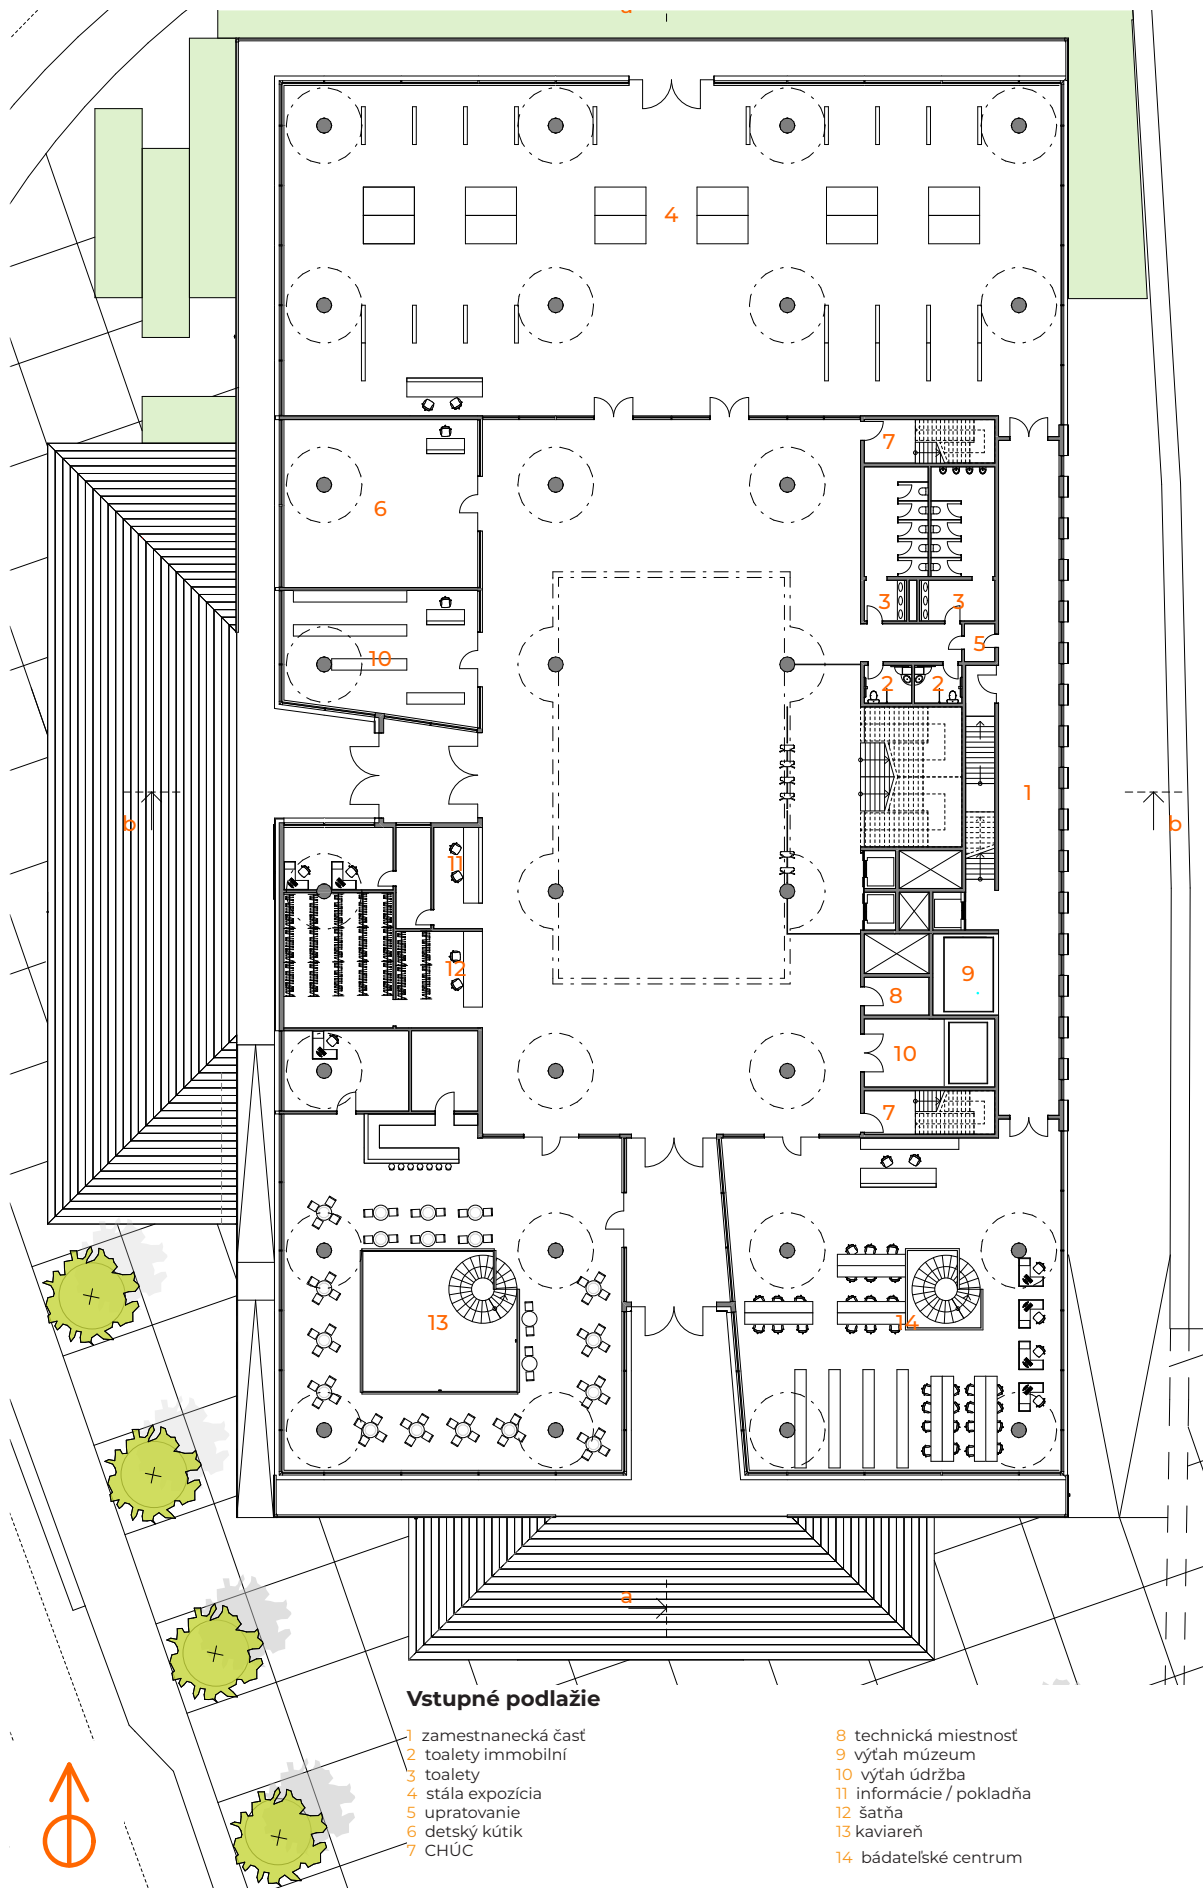 a
4
7
6
3
3
5
10
2
2
1
b
b
11
12
9
8
10
7
13
14
a
Vstupné podlažie
1 zamestnanecká časť
2 toalety immobilní
3 toalety
4 stála expozícia
5 upratovanie
6 detský kútik
7 CHÚC
8 technická miestnosť
9 výťah múzeum
10 výťah údržba
11 informácie / pokladňa
12 šatňa
13 kaviareň
14 bádateľské centrum